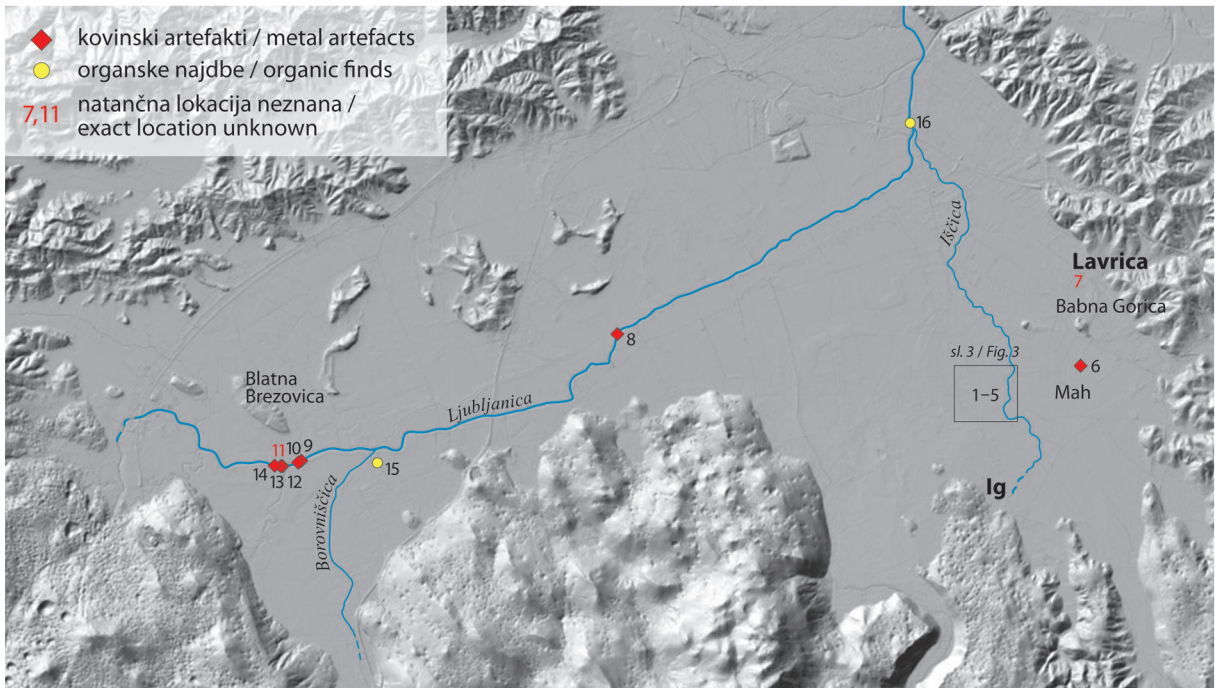 kovinski artefakti / metal artefacts
organske najdbe / organic finds
7,11 natančna lokacija neznana /
exact location unknown
16
Iščica
Lavrica
7
Babna Gorica
8
sl. 3 / Fig. 3
6
1–5
Mah
Blatna
Brezovica
Ljubljanica
11 10 9
14 13 12
15
Borovniščica
Ig